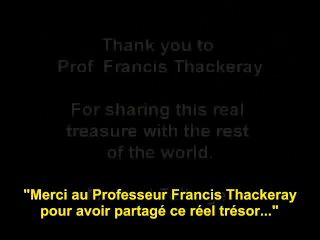 Thank you to
Prof Francis Thackeray
For sharing this real
treasure with the rest
of the world.
"Merci au Professeur Francis Thackeray
pour avoir partagé ce réel trésor..."